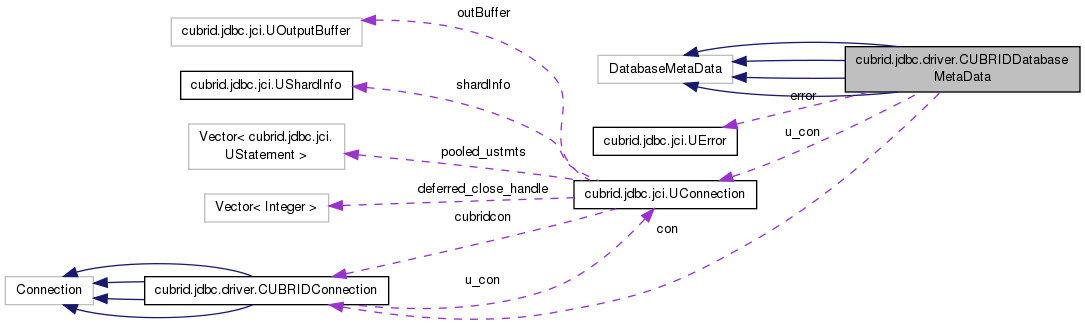 outBuffer
cubrid.jdbc.jci.UOutputBuffer
DatabaseMetaData
cubrid.jdbc.driver.CUBRIDDatabase
MetaData
cubrid.jdbc.jci.UShardInfo
shardInfo
error
Vector< cubrid.jdbc.jci.
UStatement >
pooled_ustmts
cubrid.jdbc.jci.UError
u_con
deferred_close_handle
cubrid.jdbc.jci.UConnection
Vector< Integer >
cubridcon
con
Connection
cubrid.jdbc.driver.CUBRIDConnection
u_con